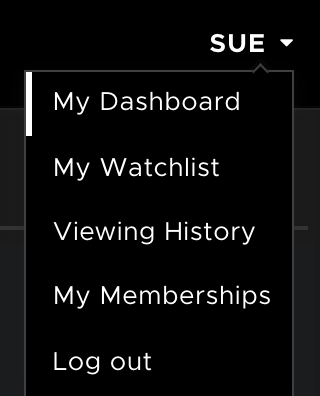 SUE
My Dashboard
My Watchlist
Viewing History
My Memberships
Log out